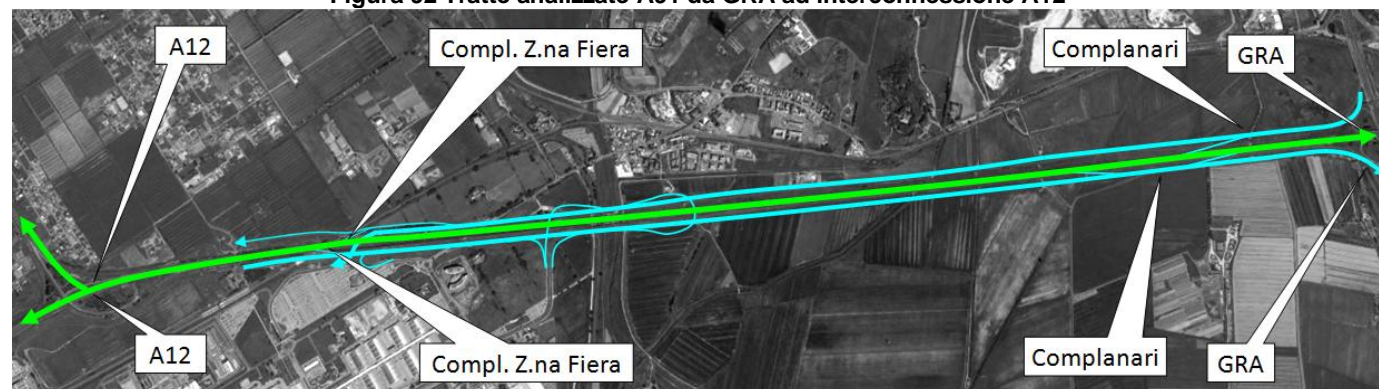 Figura 32 Tratto analizzato A91 da GRA ad interconnessione A12
A12
Compl. Z.na Fiera
Complanari
GRA
A12
Compl. Z.na Fiera
Complanari
GRA